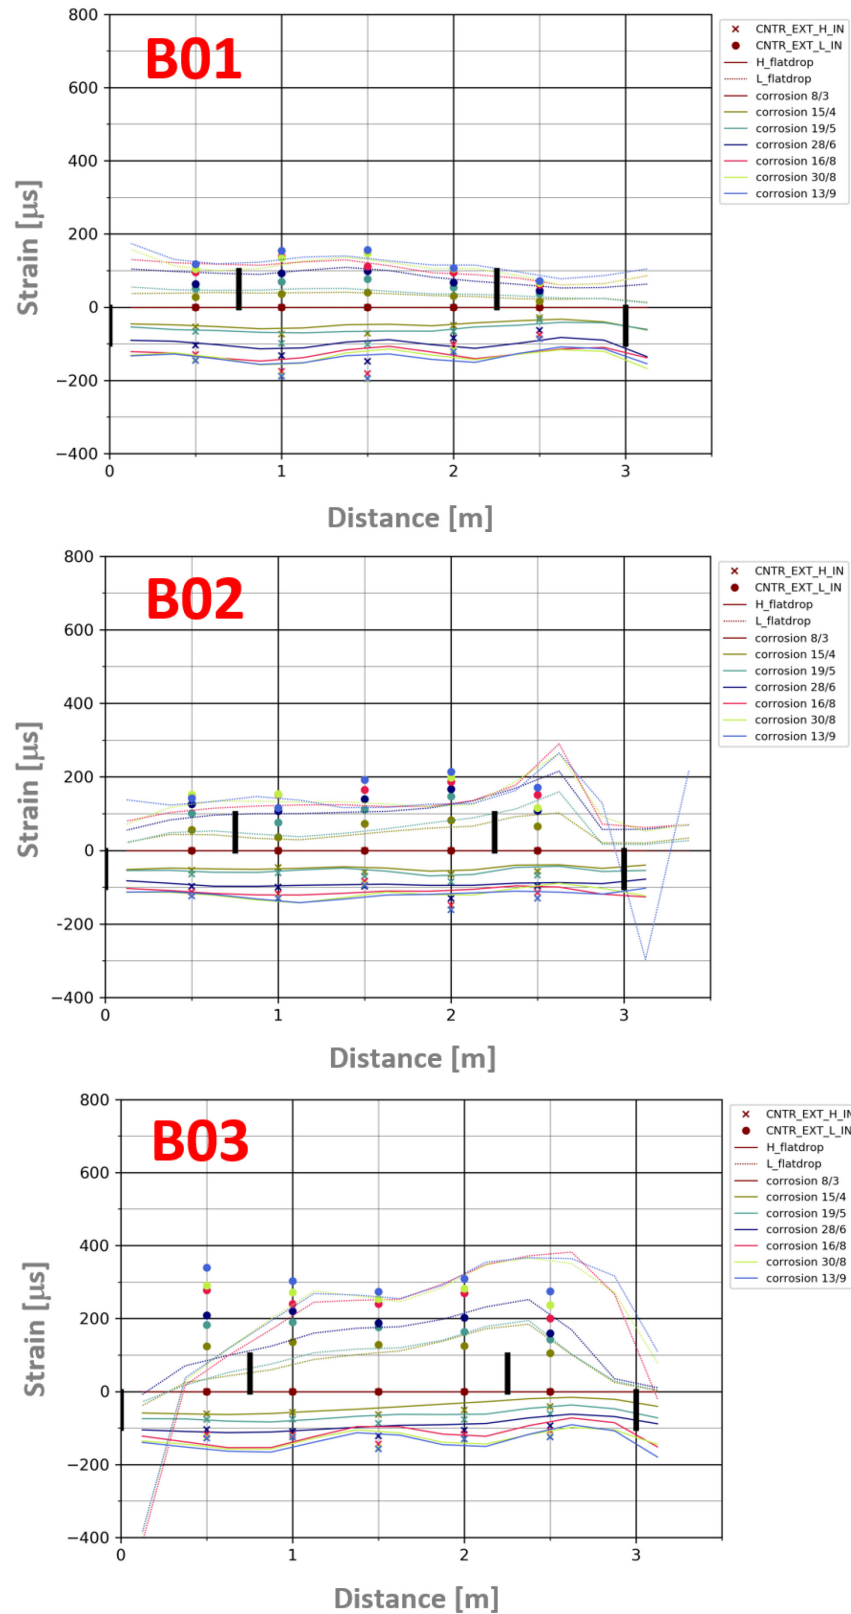 B01
Strain [μs]
800
600
400
200
0
−200
−400
0
1
2
3
Distance [m]
CNTR_EXT_H_IN
CNTR_EXT_L_IN
H_flatdrop
L_flatdrop
corrosion 8/3
corrosion 15/4
corrosion 19/5
corrosion 28/6
corrosion 16/8
corrosion 30/8
corrosion 13/9
B02
Strain [μs]
800
600
400
200
0
−200
−400
0
1
2
3
Distance [m]
CNTR_EXT_H_IN
CNTR_EXT_L_IN
H_flatdrop
L_flatdrop
corrosion 8/3
corrosion 15/4
corrosion 19/5
corrosion 28/6
corrosion 16/8
corrosion 30/8
corrosion 13/9
B03
Strain [μs]
800
600
400
200
0
−200
−400
0
1
2
3
Distance [m]
CNTR_EXT_H_IN
CNTR_EXT_L_IN
H_flatdrop
L_flatdrop
corrosion 8/3
corrosion 15/4
corrosion 19/5
corrosion 28/6
corrosion 16/8
corrosion 30/8
corrosion 13/9